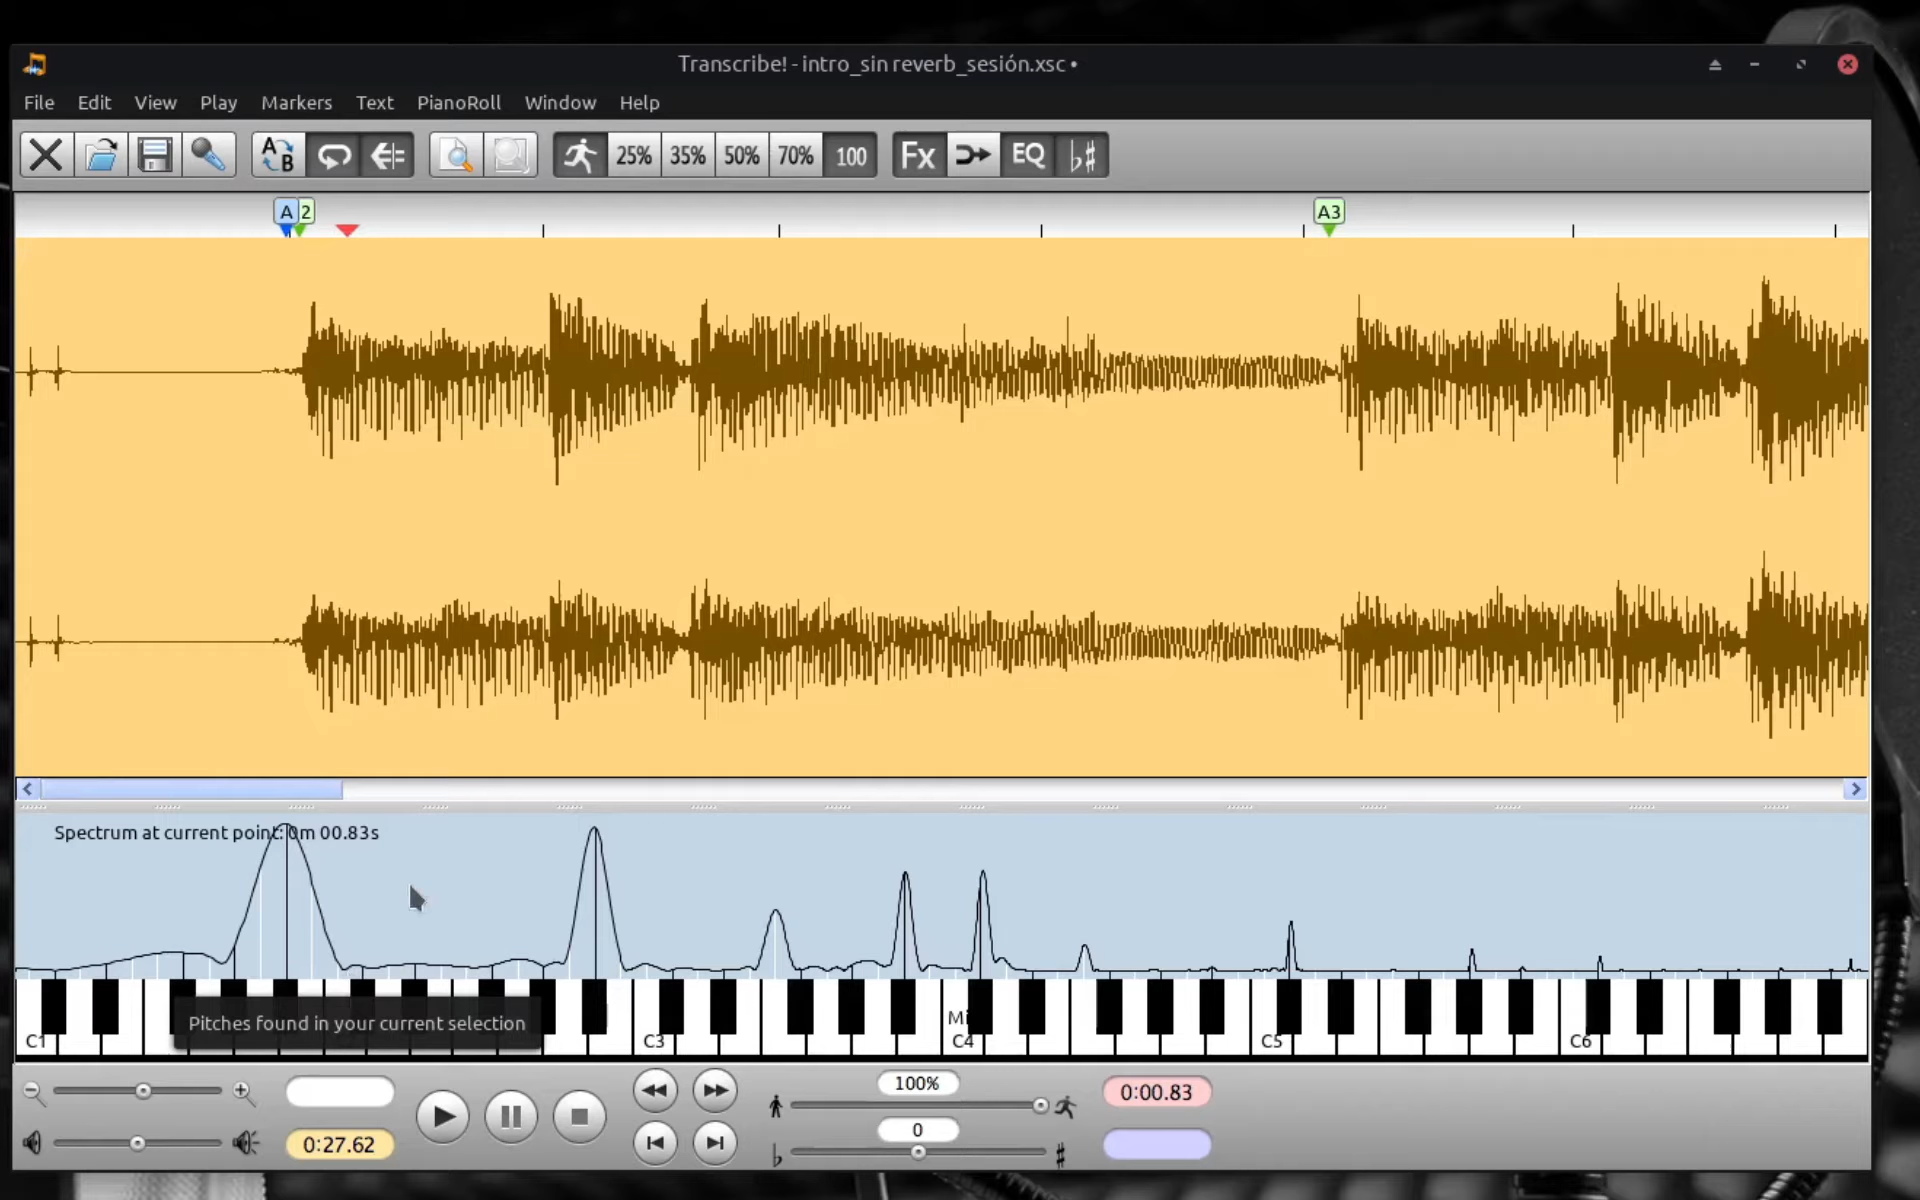 Transcribe! - intro_sin reverb_sesión.xsc •
File Edit View Play Markers Text PianoRoll Window Help
A B 25% 35% 50% 70% 100 Fx EQ ♭♯
A 2 A3
Spectrum at current point: 0m 00.83s
Pitches found in your current selection
C1 C3 C4 C5 C6
100% 0:00.83
0
0:27.62 ♭ ♯